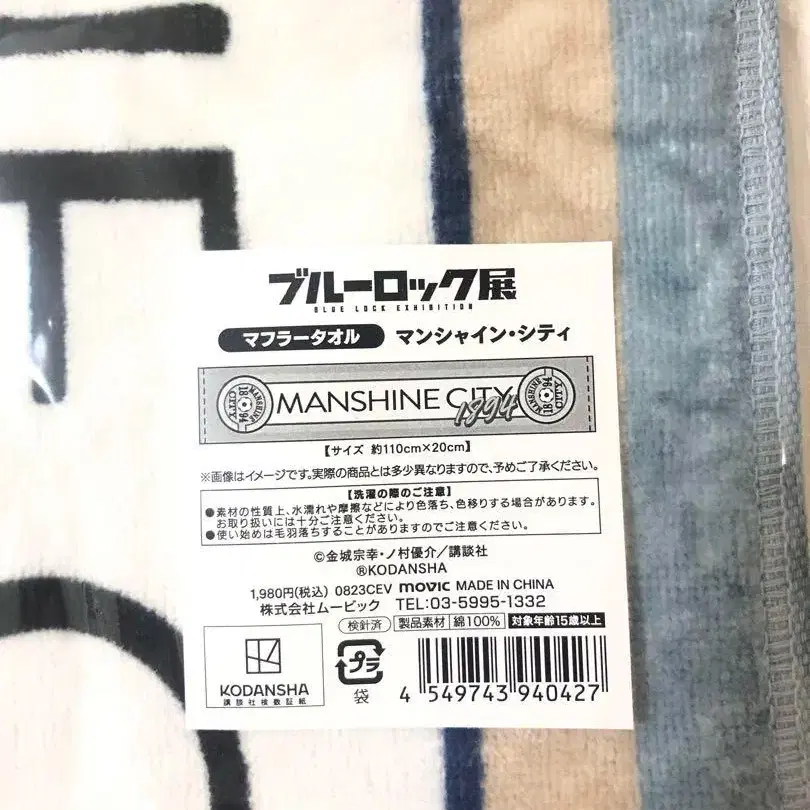 ブルーロック展
BLUE LOCK EXHIBITION
マフラータオル マンシャイン・シティ
MANSHINE CITY 18 94 MANSHINE CITY 1894 MANSHINE CITY 18 94
【サイズ 約110cm×20cm】
※画像はイメージです。実際の商品とは多少異なりますので、予めご了承ください。
【洗濯の際のご注意】
●素材の性質上、水濡れや摩擦などにより色落ち、色移りする場合があります。
お取り扱いには十分ご注意ください。
●使い始めは毛羽落ちすることがありますのでご注意ください。
©金城宗幸・ノ村優介/講談社
®KODANSHA
1,980円(税込) 0823CEV movic MADE IN CHINA
株式会社ムービック TEL:03-5995-1332
検針済 製品素材 綿100% 対象年齢15歳以上
KODANSHA
講談社検数証紙
プラ
袋
4 549743 940427